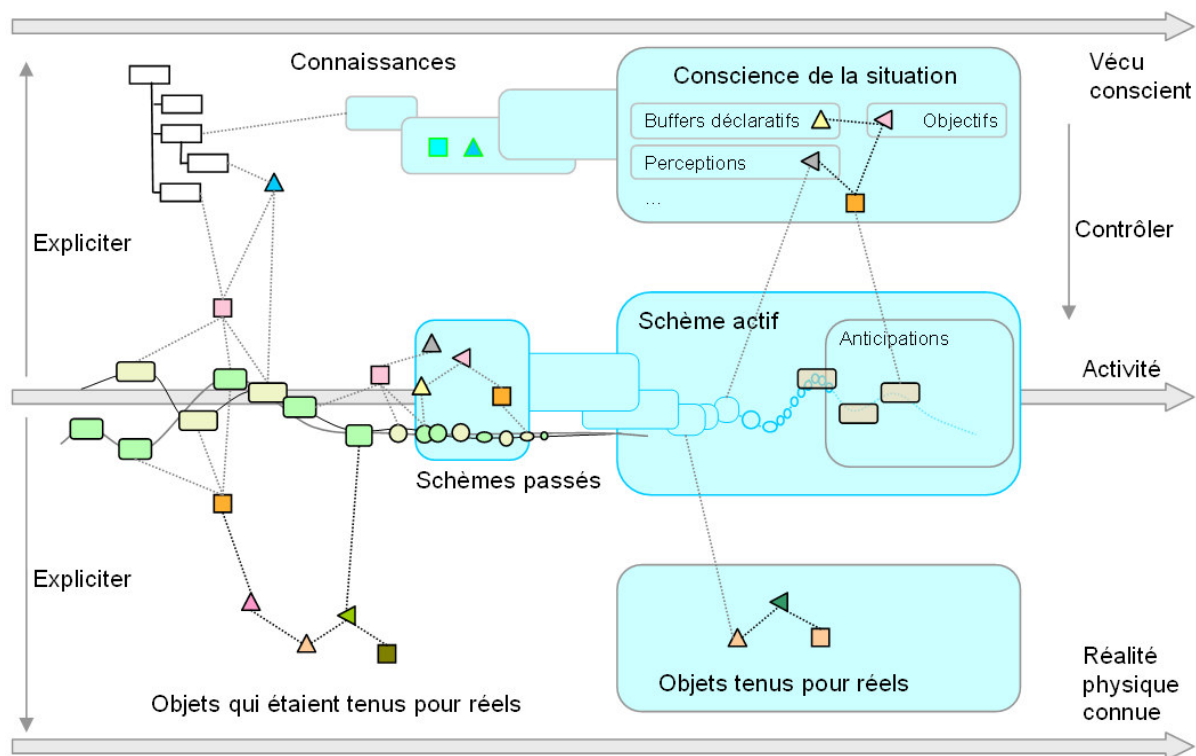 Connaissances
Conscience de la situation
Vécu
conscient
Buffers déclaratifs
Objectifs
Perceptions
...
Expliciter
Contrôler
Schème actif
Anticipations
Activité
Schèmes passés
Expliciter
Objets qui étaient tenus pour réels
Objets tenus pour réels
Réalité
physique
connue